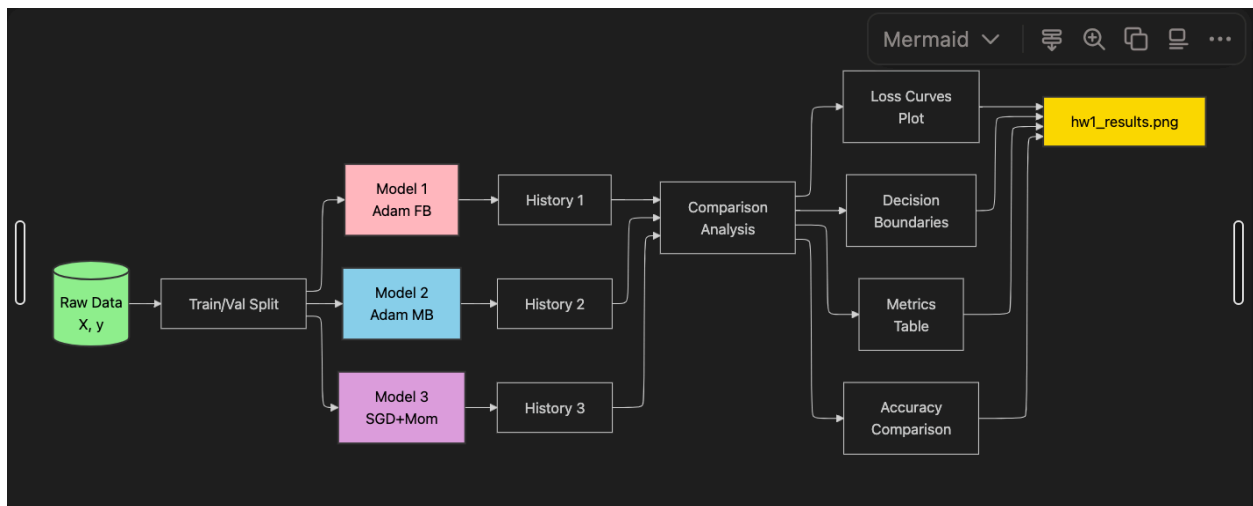 Mermaid
Raw Data
X, y
Train/Val Split
Model 1
Adam FB
Model 2
Adam MB
Model 3
SGD+Mom
History 1
History 2
History 3
Comparison
Analysis
Loss Curves
Plot
Decision
Boundaries
Metrics
Table
Accuracy
Comparison
hw1_results.png